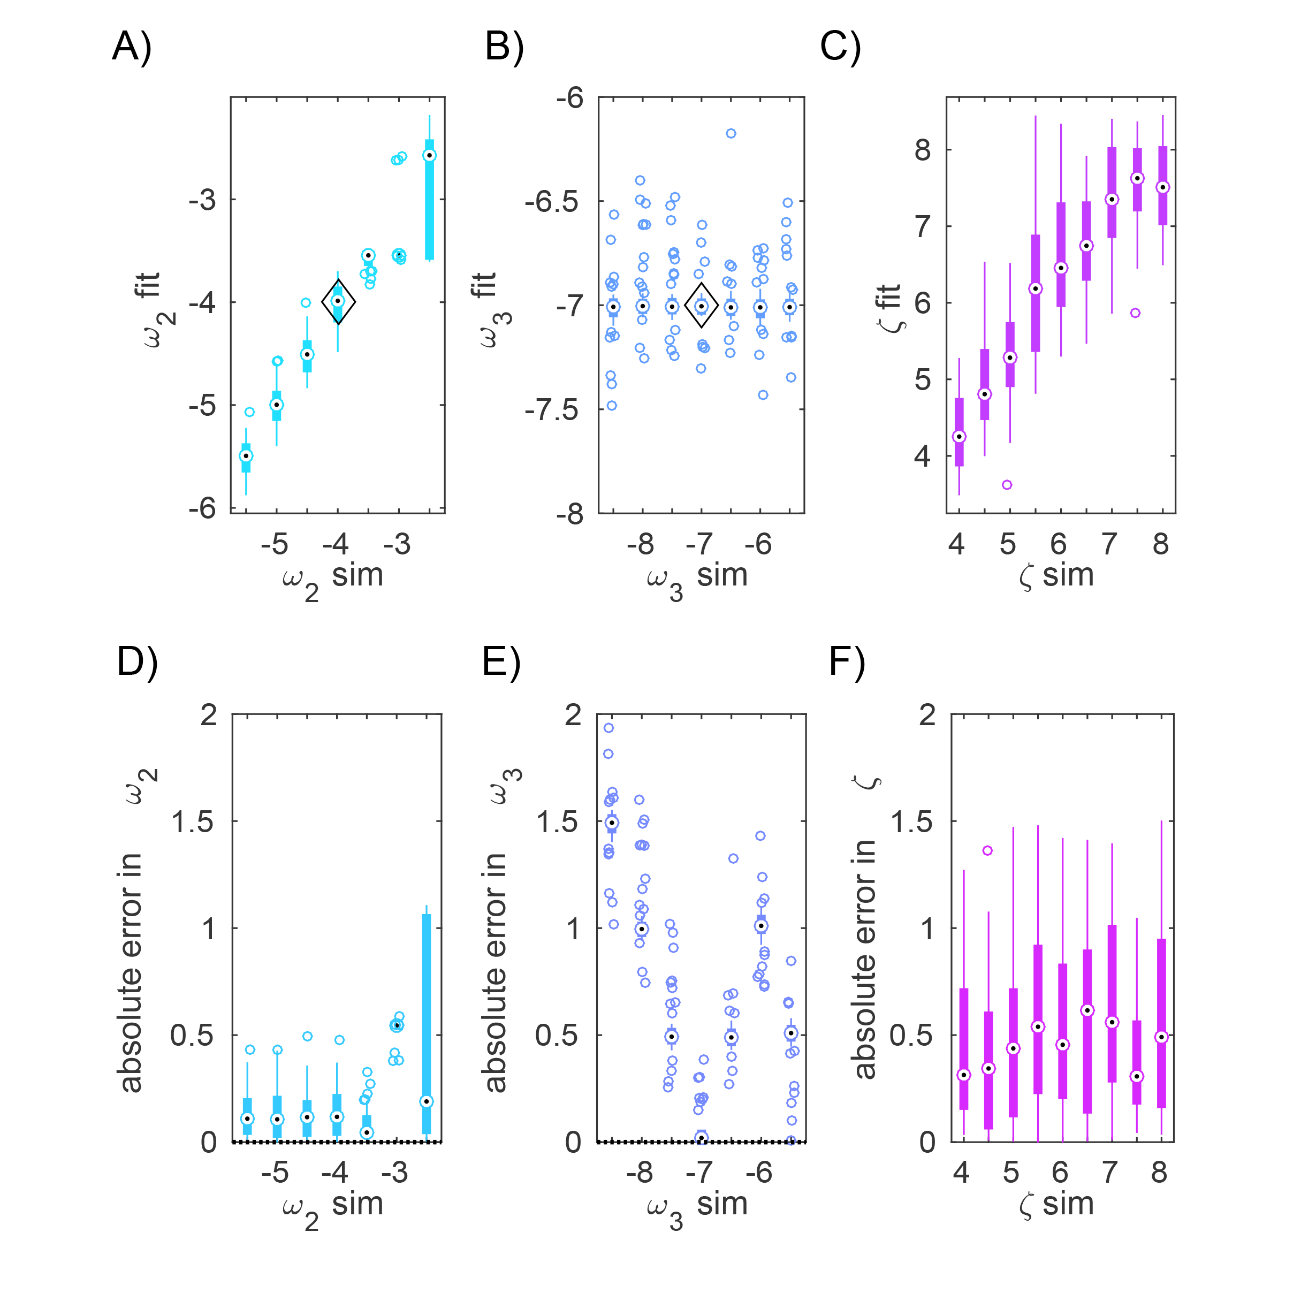 A)
B)
C)
-3
-4
-5
-6
ω2 fit
-5
-4
-3
ω2 sim
-6
-6.5
-7
-7.5
-8
ω3 fit
-8
-7
-6
ω3 sim
8
7
6
5
4
ζ fit
4
5
6
7
8
ζ sim
D)
E)
F)
2
1.5
1
0.5
0
absolute error in ω2
-5
-4
-3
ω2 sim
2
1.5
1
0.5
0
absolute error in ω3
-8
-7
-6
ω3 sim
2
1.5
1
0.5
0
absolute error in ζ
4
5
6
7
8
ζ sim